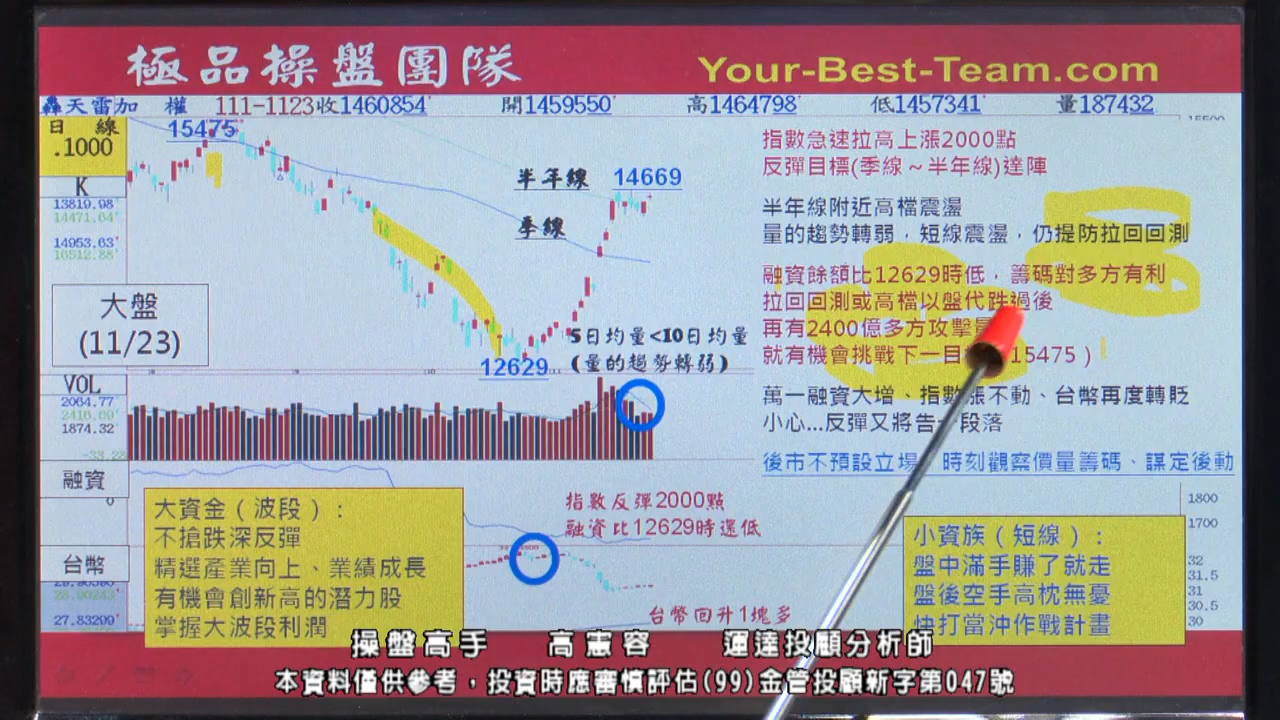 極品操盤團隊
Your-Best-Team.com
轟天雷加 權 111-1123收1460854 開1459550 高1464798 低1457341 量187432
日 線
.1000
K
13819.98
14471.64
14953.63
16512.88
15475
半年線 14669
季線
大盤
(11/23)
12629
5日均量<10日均量
(量的趨勢轉弱)
指數急速拉高上漲2000點
反彈目標(季線～半年線)達陣
半年線附近高檔震盪
量的趨勢轉弱，短線震盪，仍提防拉回回測
融資餘額比12629時低，籌碼對多方有利
拉回回測或高檔以盤代跌過後
再有2400億多方攻擊
就有機會挑戰下一目 15475）
萬一融資大增、指數漲不動、台幣再度轉貶
小心...反彈又將告一段落
後市不預設立場、時刻觀察價量籌碼、謀定後動
VOL
2064.77
2416.69
1874.32
-33.23
融資
0
台幣
27.83200
指數反彈2000點
融資比12629時還低
台幣回升1塊多
1800
1700
32
31.5
31
30.5
30
大資金（波段）：
不搶跌深反彈
精選產業向上、業績成長
有機會創新高的潛力股
掌握大波段利潤
小資族（短線）：
盤中滿手賺了就走
盤後空手高枕無憂
快打當沖作戰計畫
操盤高手 高憲容 運達投顧分析師
本資料僅供參考，投資時應審慎評估(99)金管投顧新字第047號